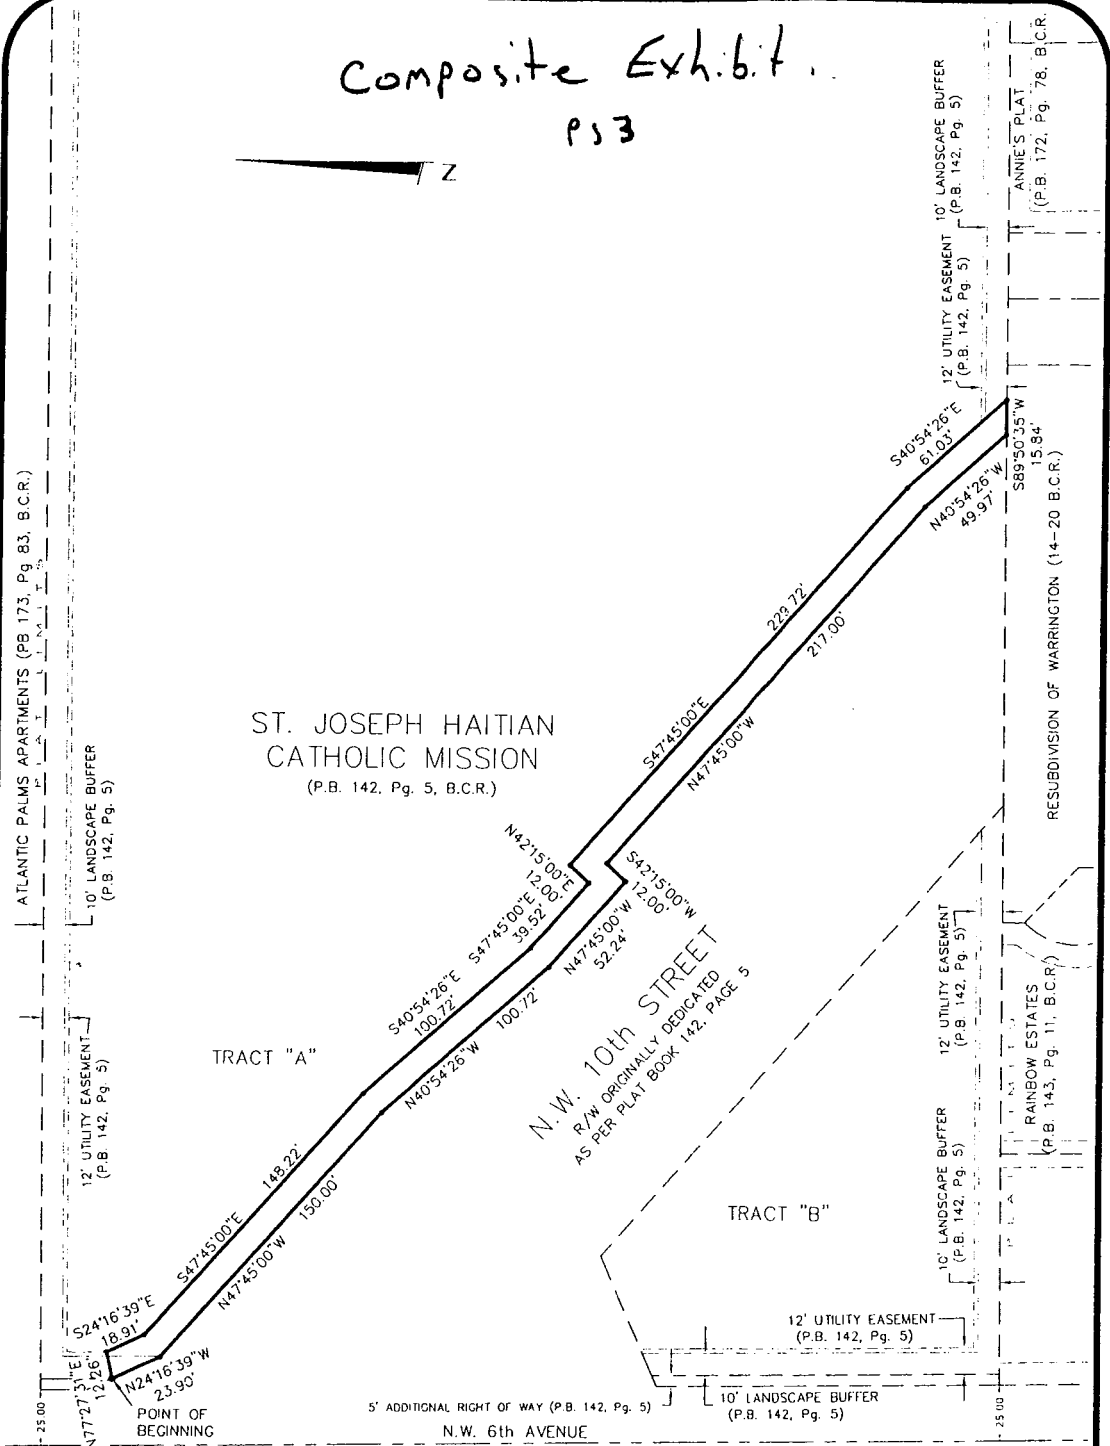 Composite Exhibit
Pg 3
Z
10' LANDSCAPE BUFFER
(P.B. 142, Pg. 5)
ANNIE'S PLAT
(P.B. 172, Pg. 78, B.C.R.
12' UTILITY EASEMENT
(P.B. 142, Pg. 5)
S40°54'26"E
61.03'
S89°50'35"W
15.84'
N40°54'26"W
49.97'
ATLANTIC PALMS APARTMENTS (PB 173, Pg 83, B.C.R.)
PLAT LIMITS
RESUBDIVISION OF WARRINGTON (14-20 B.C.R.)
229.72'
217.00'
S47°45'00"E
N47°45'00"W
ST. JOSEPH HAITIAN
CATHOLIC MISSION
(P.B. 142, Pg. 5, B.C.R.)
10' LANDSCAPE BUFFER
(P.B. 142, Pg. 5)
N42°15'00"E
12.00'
S42°15'00"W
12.00'
S47°45'00"E
39.52'
N47°45'00"W
52.24'
S40°54'26"E
100.72'
100.72'
N40°54'26"W
N.W. 10th STREET
R/W ORIGINALLY DEDICATED
AS PER PLAT BOOK 142, PAGE 5
12' UTILITY EASEMENT
(P.B. 142, Pg. 5)
RAINBOW ESTATES
(P.B. 143, Pg. 11, B.C.R.)
PLAT LIMITS
TRACT "A"
12' UTILITY EASEMENT
(P.B. 142, Pg. 5)
148.22'
150.00'
S47°45'00"E
N47°45'00"W
10' LANDSCAPE BUFFER
(P.B. 142, Pg. 5)
TRACT "B"
S24°16'39"E
18.91'
N77°27'31"E
12.26'
N24°16'39"W
23.90'
POINT OF
BEGINNING
12' UTILITY EASEMENT
(P.B. 142, Pg. 5)
5' ADDITIONAL RIGHT OF WAY (P.B. 142, Pg. 5)
10' LANDSCAPE BUFFER
(P.B. 142, Pg. 5)
N.W. 6th AVENUE
25.00
25.00